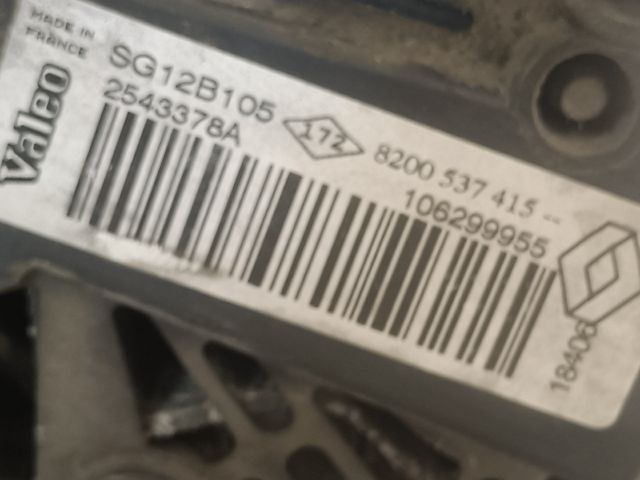 MADE IN
FRANCE
Valeo
SG12B105
2543378A
172
8200 537 415 --
106299955
18406